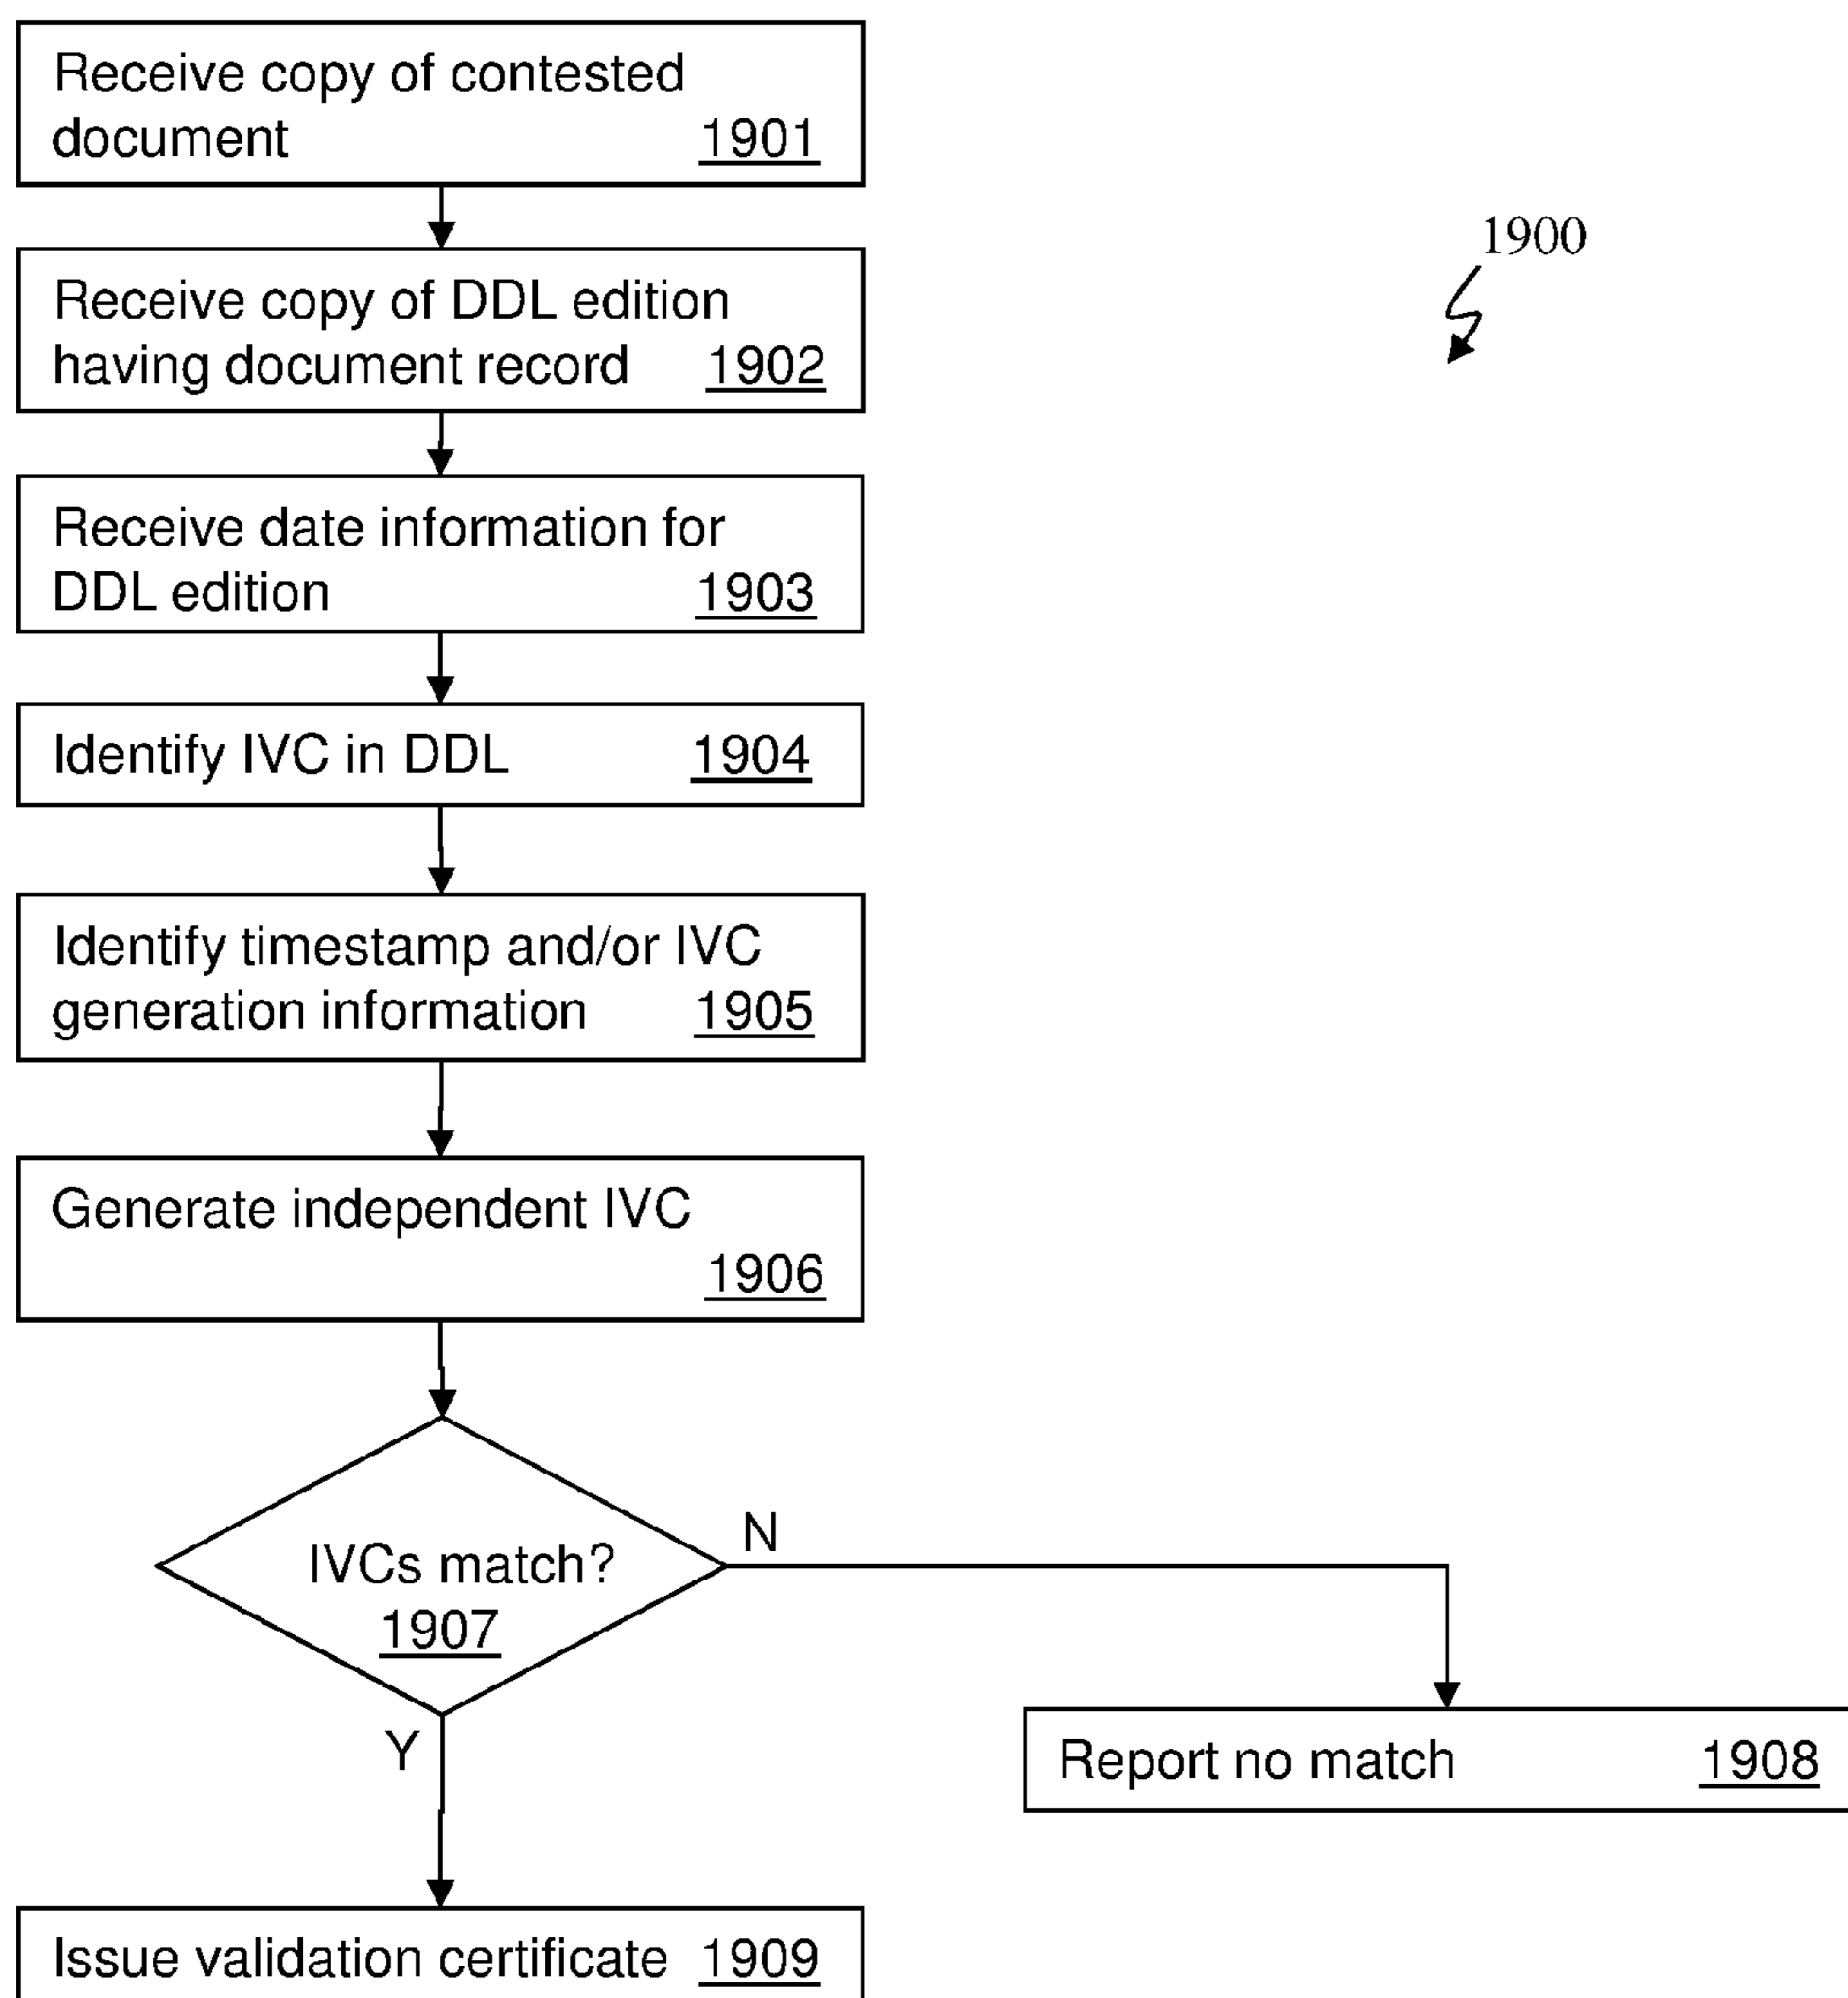 Receive copy of contested
document 1901
1900
Receive copy of DDL edition
having document record 1902
Receive date information for
DDL edition 1903
Identify IVC in DDL 1904
Identify timestamp and/or IVC
generation information 1905
Generate independent IVC
1906
N
IVCs match?
1907
Y
Report no match 1908
Issue validation certificate 1909